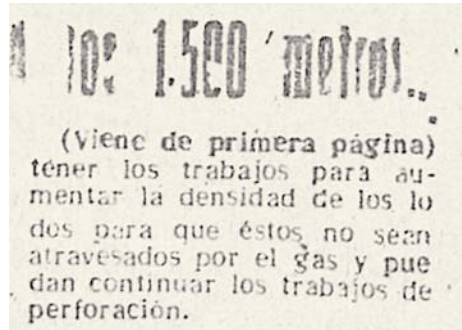 a los 1.500 metros...
(Viene de primera página)
tener los trabajos para au-
mentar la densidad de los lo
dos para que éstos no sean
atravesados por el gas y pue
dan continuar los trabajos de
perforación.